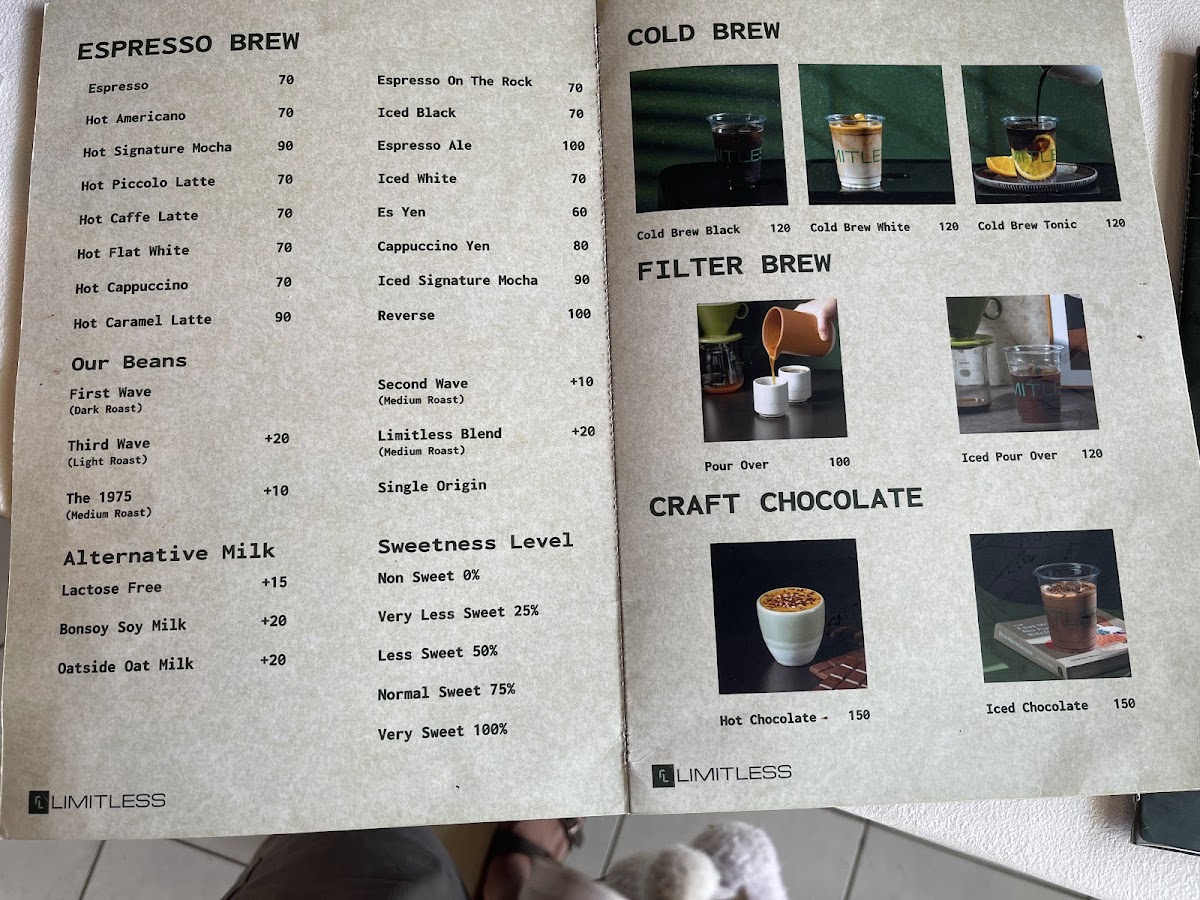 ESPRESSO BREW
Espresso 70
Hot Americano 70
Hot Signature Mocha 90
Hot Piccolo Latte 70
Hot Caffe Latte 70
Hot Flat White 70
Hot Cappuccino 70
Hot Caramel Latte 90
Espresso On The Rock 70
Iced Black 70
Espresso Ale 100
Iced White 70
Es Yen 60
Cappuccino Yen 80
Iced Signature Mocha 90
Reverse 100
Our Beans
First Wave
(Dark Roast)
Third Wave +20
(Light Roast)
The 1975 +10
(Medium Roast)
Second Wave +10
(Medium Roast)
Limitless Blend +20
(Medium Roast)
Single Origin
Alternative Milk
Lactose Free +15
Bonsoy Soy Milk +20
Oatside Oat Milk +20
Sweetness Level
Non Sweet 0%
Very Less Sweet 25%
Less Sweet 50%
Normal Sweet 75%
Very Sweet 100%
LIMITLESS
COLD BREW
MITLE
MITLE
MITLE
Cold Brew Black 120
Cold Brew White 120
Cold Brew Tonic 120
FILTER BREW
MITLE
Pour Over 100
Iced Pour Over 120
CRAFT CHOCOLATE
Hot Chocolate 150
Iced Chocolate 150
LIMITLESS